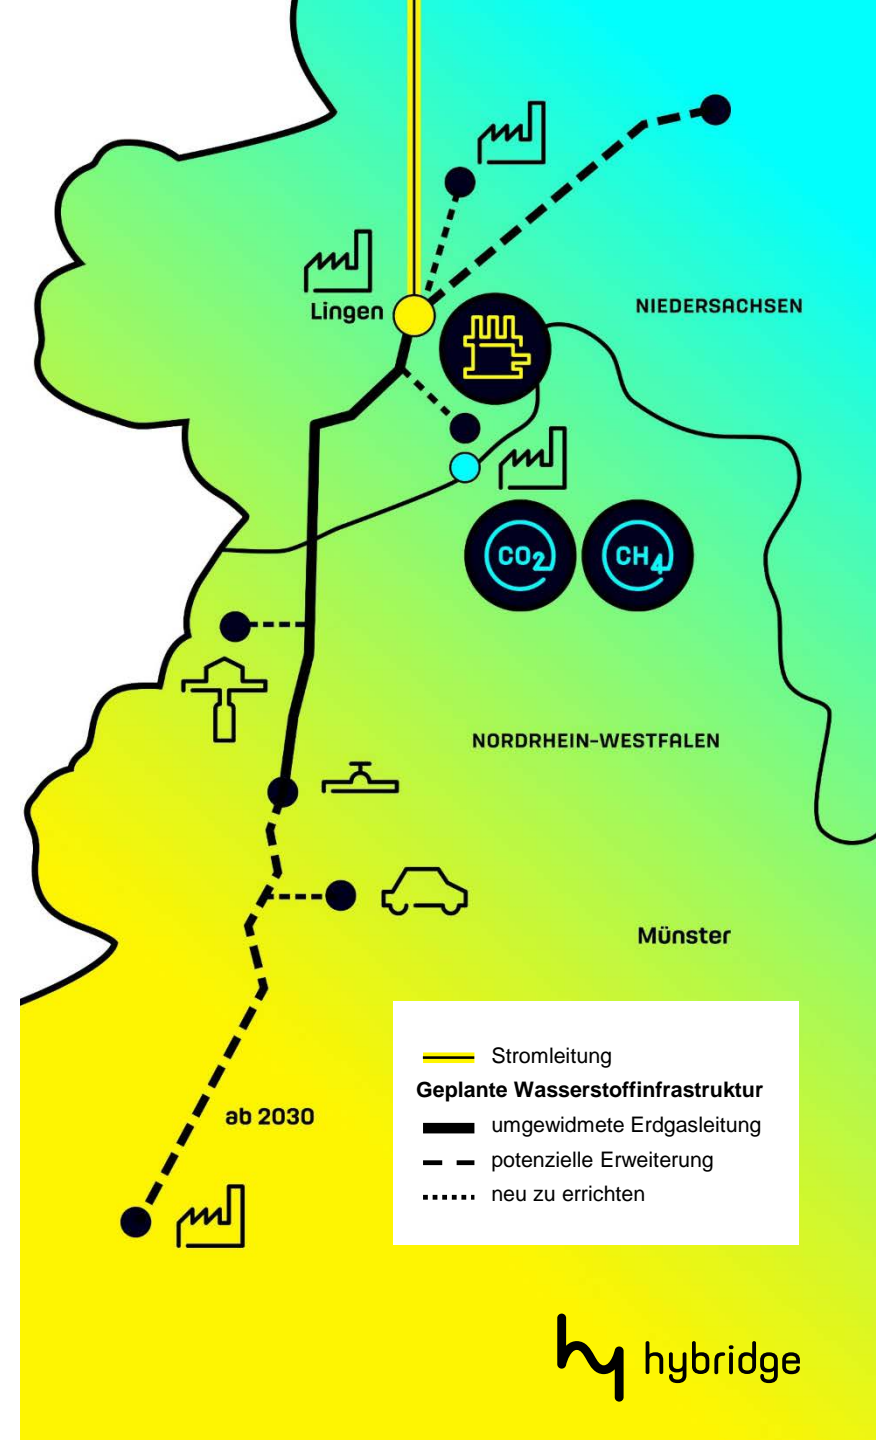 Lingen
NIEDERSACHSEN
CO2
CH4
NORDRHEIN-WESTFALEN
Münster
ab 2030
Stromleitung
Geplante Wasserstoffinfrastruktur
umgewidmete Erdgasleitung
potenzielle Erweiterung
neu zu errichten
hy hybridge